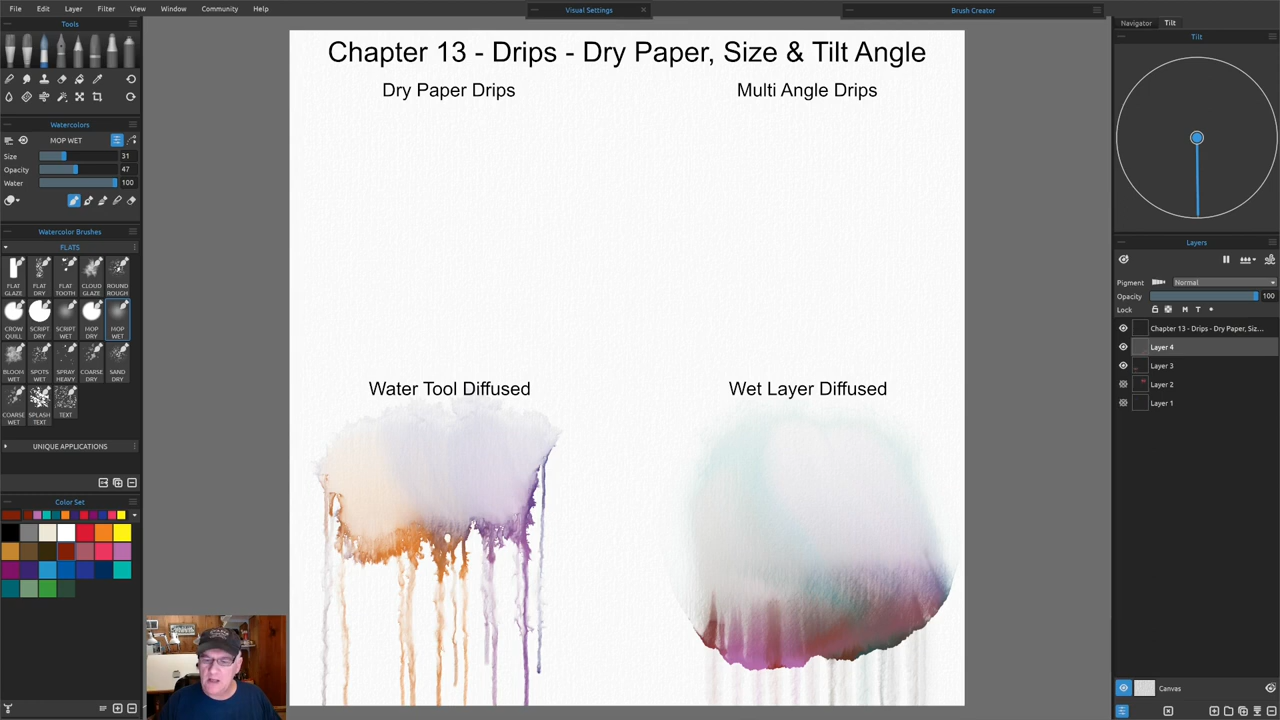 File Edit Layer Filter View Window Community Help
Visual Settings
Brush Creator
Tools
Watercolors
MOP WET
Size 31
Opacity 47
Water 100
Watercolor Brushes
FLATS
FLAT GLAZE
FLAT DRY
FLAT TOOTH
CLOUD GLAZE
ROUND ROUGH
CROW QUILL
SCRIPT DRY
SCRIPT WET
MOP DRY
MOP WET
BLOOM WET
SPOTS WET
SPRAY HEAVY
COARSE DRY
SAND DRY
COARSE WET
SPLASH TEXT
TEXT
UNIQUE APPLICATIONS
Color Set
Chapter 13 - Drips - Dry Paper, Size & Tilt Angle
Dry Paper Drips
Multi Angle Drips
Water Tool Diffused
Wet Layer Diffused
Navigator Tilt
Tilt
Layers
Pigment Normal
Opacity 100
Lock M T
Chapter 13 - Drips - Dry Paper, Siz...
Layer 4
Layer 3
Layer 2
Layer 1
Canvas